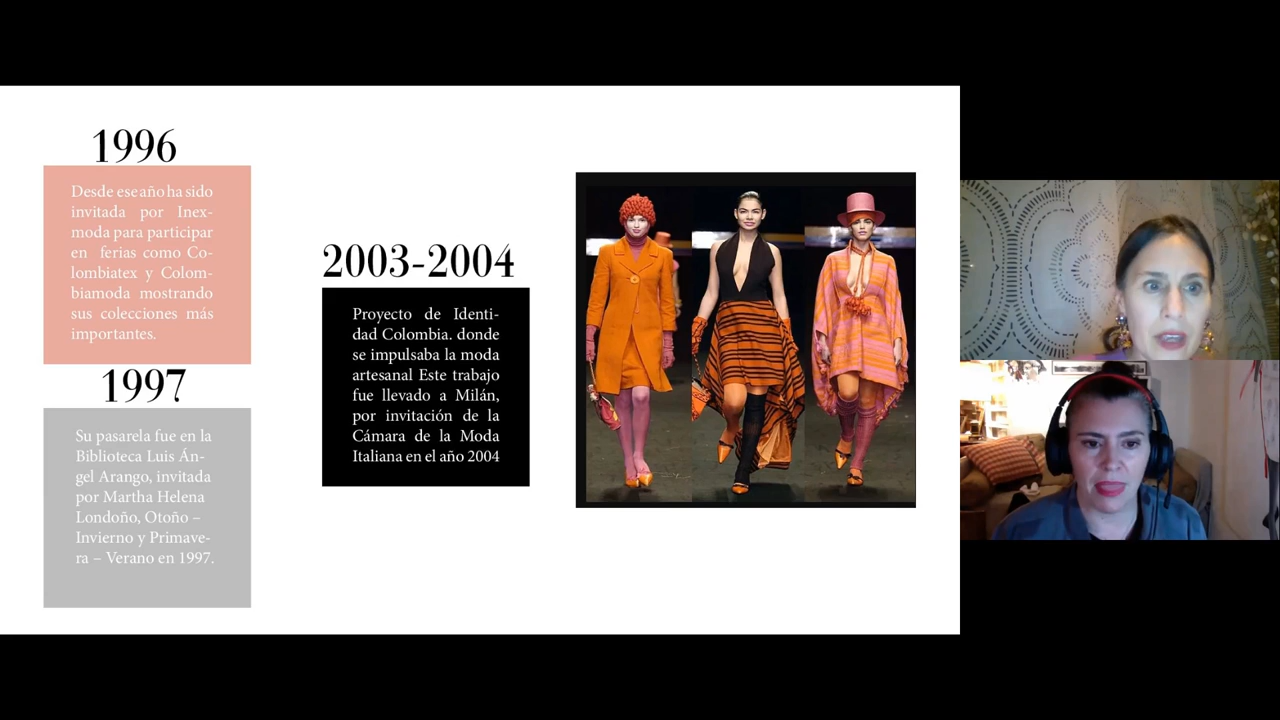 1996
Desde ese año ha sido
invitada por Inex-
moda para participar
en ferias como Co-
lombiatex y Colom-
biamoda mostrando
sus colecciones más
importantes.
1997
Su pasarela fue en la
Biblioteca Luis Án-
gel Arango, invitada
por Martha Helena
Londoño, Otoño –
Invierno y Primave-
ra – Verano en 1997.
2003-2004
Proyecto de Identi-
dad Colombia. donde
se impulsaba la moda
artesanal Este trabajo
fue llevado a Milán,
por invitación de la
Cámara de la Moda
Italiana en el año 2004